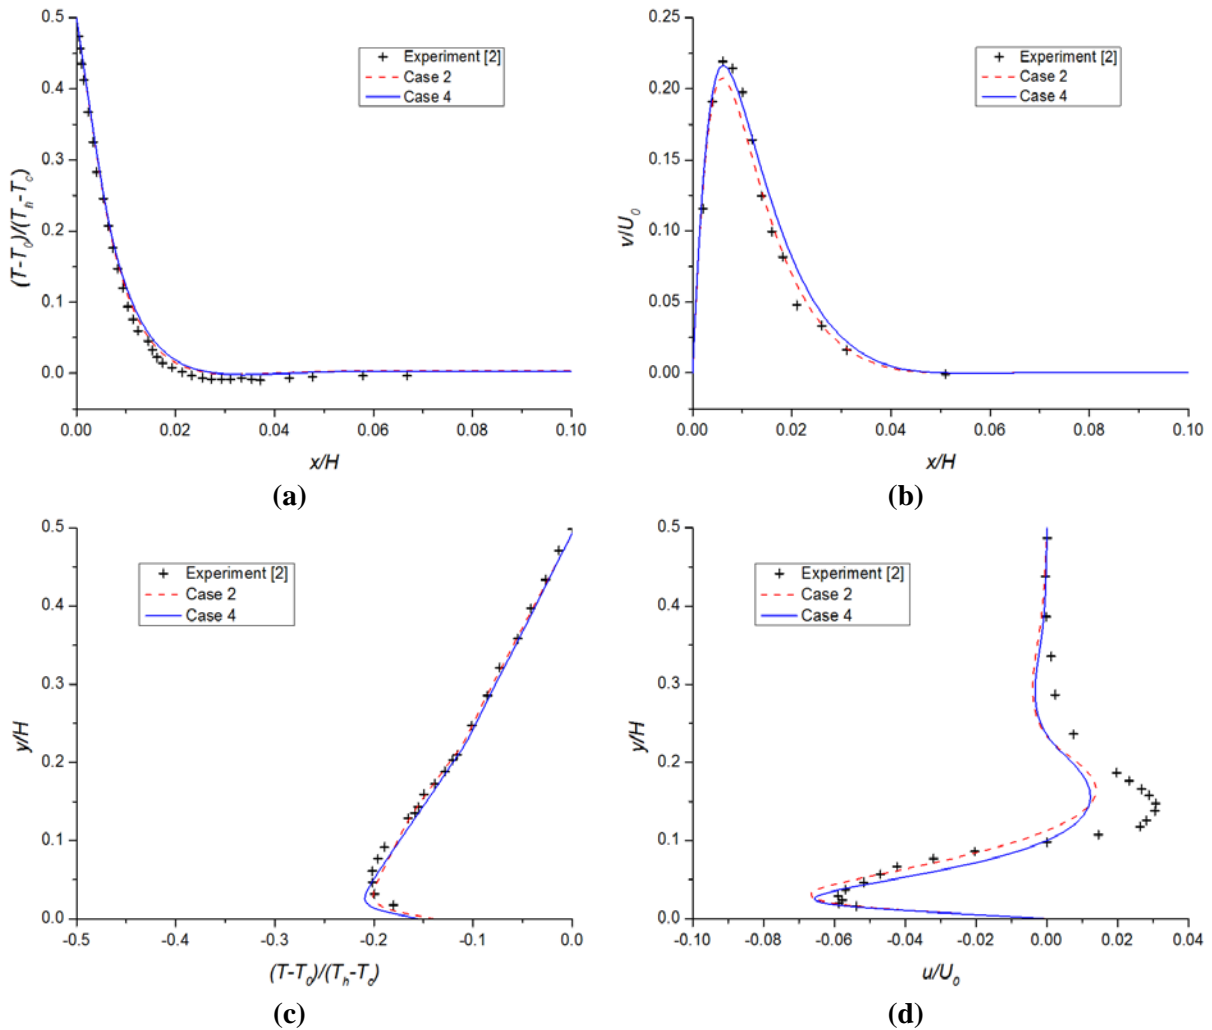 0.5
0.4
0.3
0.2
0.1
0.0
0.00 0.02 0.04 0.06 0.08 0.10
(T-T0)/(Th-Tc)
x/H
Experiment [2]
Case 2
Case 4
(a)
0.25
0.20
0.15
0.10
0.05
0.00
0.00 0.02 0.04 0.06 0.08 0.10
v/U0
x/H
Experiment [2]
Case 2
Case 4
(b)
0.5
0.4
0.3
0.2
0.1
0.0
-0.5 -0.4 -0.3 -0.2 -0.1 0.0
y/H
(T-T0)/(Th-Tc)
Experiment [2]
Case 2
Case 4
(c)
0.5
0.4
0.3
0.2
0.1
0.0
-0.10 -0.08 -0.06 -0.04 -0.02 0.00 0.02 0.04
y/H
u/U0
Experiment [2]
Case 2
Case 4
(d)